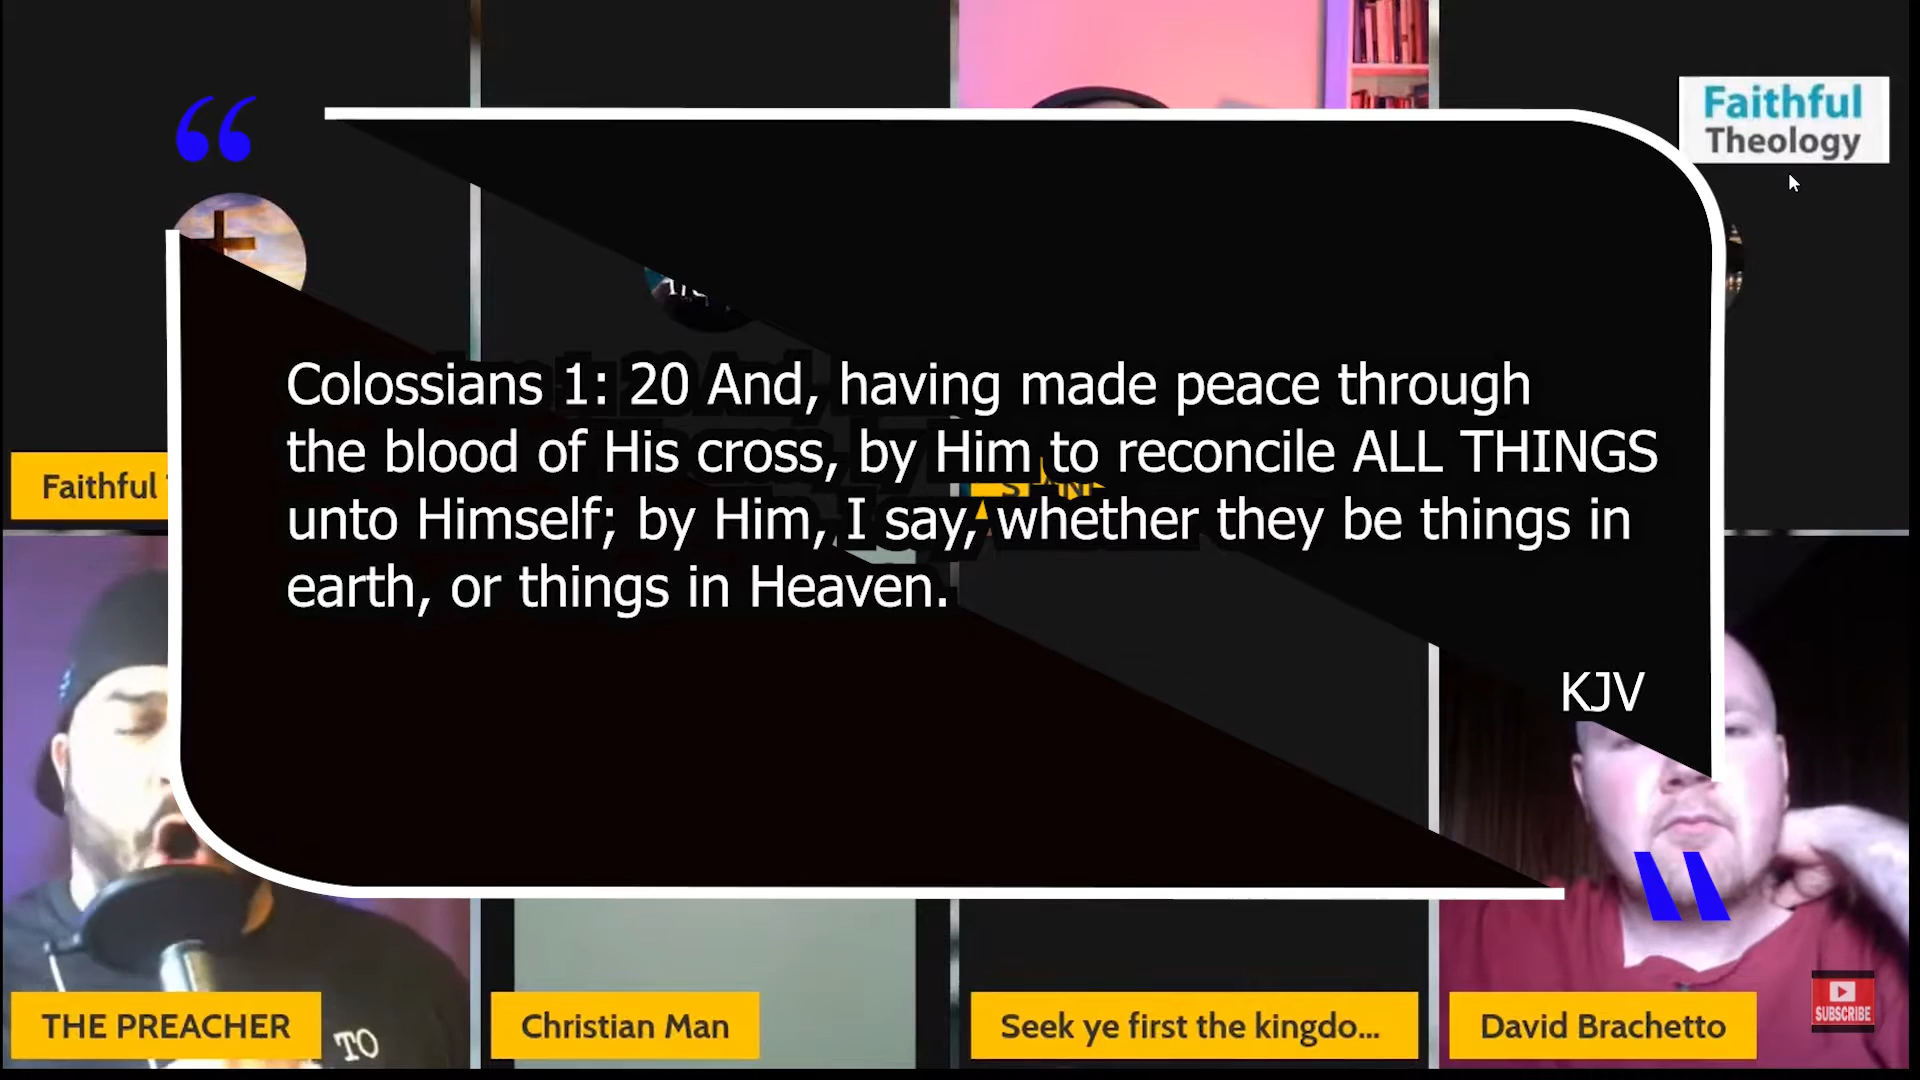 Faithful
Theology
Colossians 1: 20 And, having made peace through
the blood of His cross, by Him to reconcile ALL THINGS
unto Himself; by Him, I say, whether they be things in
earth, or things in Heaven.
KJV
Faithful
THE PREACHER
TO
Christian Man
Seek ye first the kingdo...
David Brachetto
SUBSCRIBE